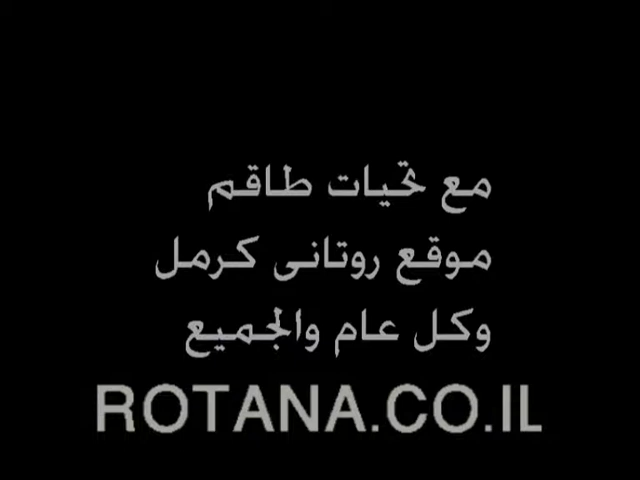 مع تحيات طاقم
موقع روتانى كرمل
وكل عام والجميع
ROTANA.CO.IL